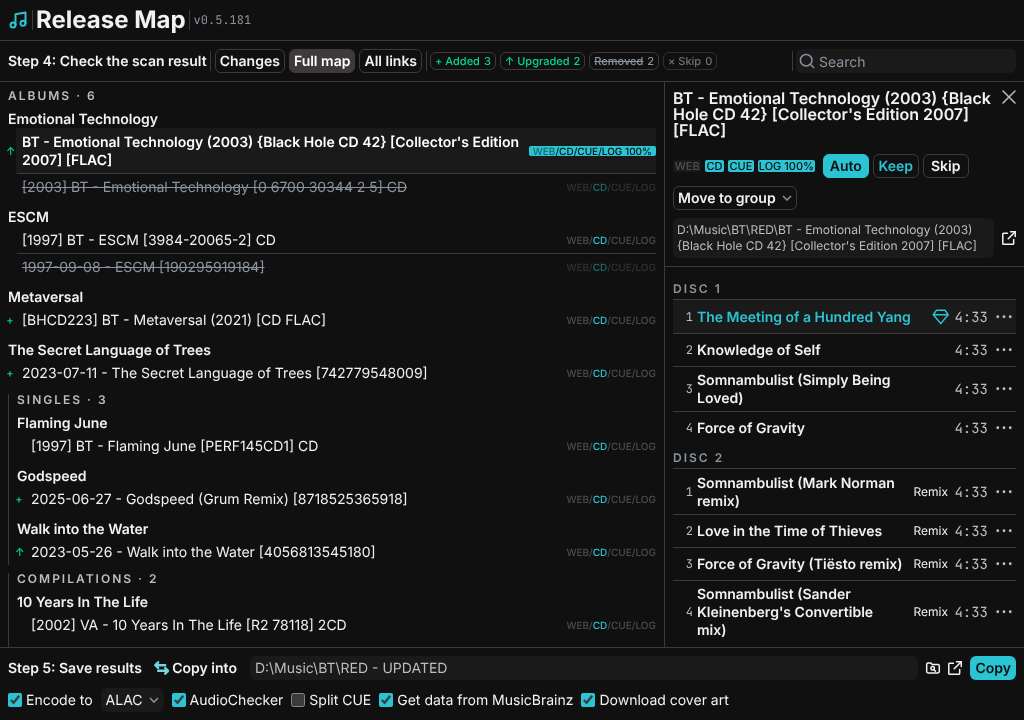 Release Map v0.5.181
Step 4: Check the scan result Changes Full map All links + Added 3 ↑ Upgraded 2 Removed 2 × Skip 0 Search
ALBUMS · 6
Emotional Technology
BT - Emotional Technology (2003) {Black Hole CD 42} [Collector's Edition
2007] [FLAC] WEB/CD/CUE/LOG 100%
[2003] BT - Emotional Technology [0 6700 30344 2 5] CD WEB/CD/CUE/LOG
ESCM
[1997] BT - ESCM [3984-20065-2] CD WEB/CD/CUE/LOG
1997-09-08 - ESCM [190295919184] WEB/CD/CUE/LOG
Metaversal
+ [BHCD223] BT - Metaversal (2021) [CD FLAC] WEB/CD/CUE/LOG
The Secret Language of Trees
+ 2023-07-11 - The Secret Language of Trees [742779548009] WEB/CD/CUE/LOG
SINGLES · 3
Flaming June
[1997] BT - Flaming June [PERF145CD1] CD WEB/CD/CUE/LOG
Godspeed
+ 2025-06-27 - Godspeed (Grum Remix) [8718525365918] WEB/CD/CUE/LOG
Walk into the Water
↑ 2023-05-26 - Walk into the Water [4056813545180] WEB/CD/CUE/LOG
COMPILATIONS · 2
10 Years In The Life
[2002] VA - 10 Years In The Life [R2 78118] 2CD WEB/CD/CUE/LOG
BT - Emotional Technology (2003) {Black
Hole CD 42} [Collector's Edition 2007]
[FLAC]
WEB CD CUE LOG 100% Auto Keep Skip
Move to group
D:\Music\BT\RED\BT - Emotional Technology (2003)
{Black Hole CD 42} [Collector's Edition 2007] [FLAC]
DISC 1
1 The Meeting of a Hundred Yang 4:33 ···
2 Knowledge of Self 4:33 ···
3 Somnambulist (Simply Being
Loved) 4:33 ···
4 Force of Gravity 4:33 ···
DISC 2
1 Somnambulist (Mark Norman
remix) Remix 4:33 ···
2 Love in the Time of Thieves Remix 4:33 ···
3 Force of Gravity (Tiësto remix) Remix 4:33 ···
4 Somnambulist (Sander
Kleinenberg's Convertible
mix) Remix 4:33 ···
Step 5: Save results Copy into D:\Music\BT\RED - UPDATED Copy
Encode to ALAC AudioChecker Split CUE Get data from MusicBrainz Download cover art